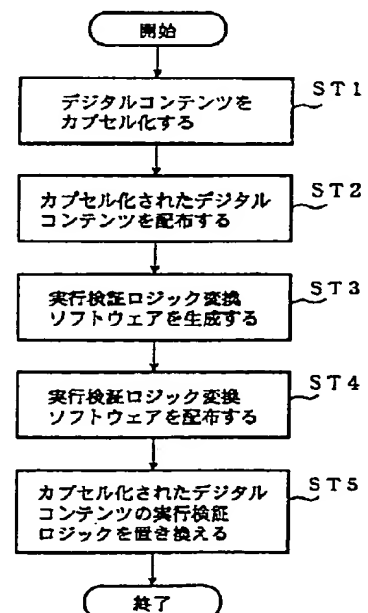 開始
デジタルコンテンツを
カプセル化する
ST1
カプセル化されたデジタル
コンテンツを配布する
ST2
実行検証ロジック変換
ソフトウェアを生成する
ST3
実行検証ロジック変換
ソフトウェアを配布する
ST4
カプセル化されたデジタル
コンテンツの実行検証
ロジックを置き換える
ST5
終了